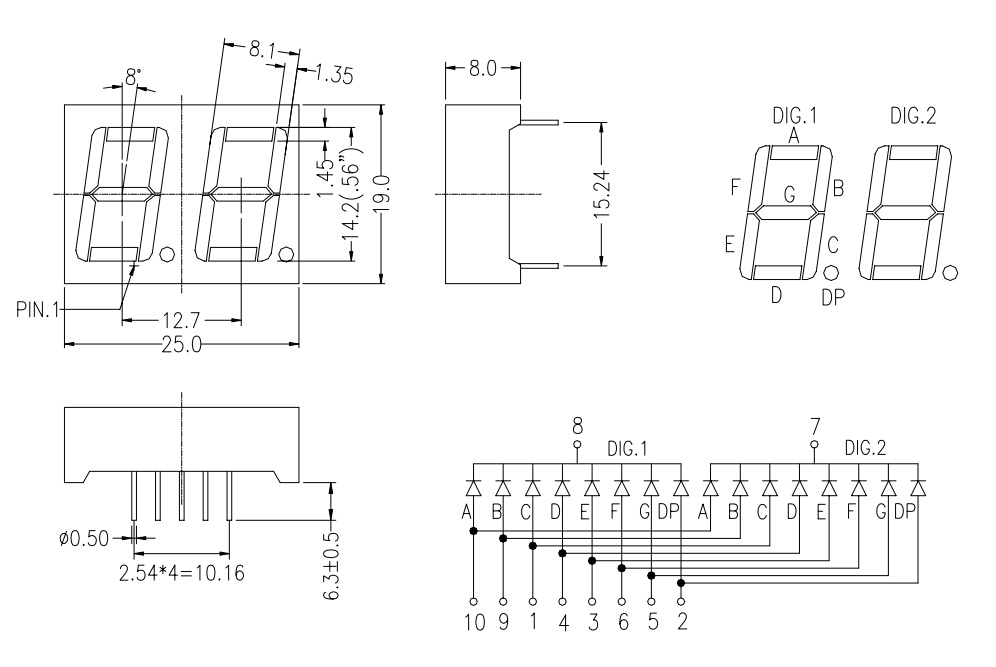 8.1
1.35
8°
1.45
14.2(.56")
19.0
PIN.1
12.7
25.0
8.0
15.24
DIG.1
DIG.2
A
F
G
B
E
C
D
DP
ø0.50
2.54*4=10.16
6.3±0.5
8
DIG.1
7
DIG.2
A B C D E F G DP A B C D E F G DP
10 9 1 4 3 6 5 2